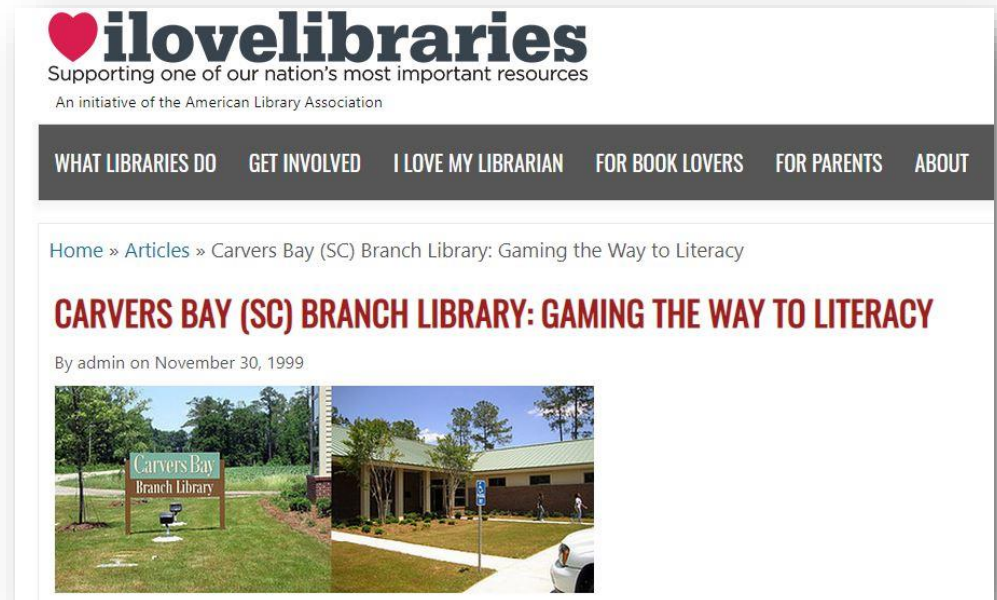 ilovelibraries
Supporting one of our nation's most important resources
An initiative of the American Library Association
WHAT LIBRARIES DO GET INVOLVED I LOVE MY LIBRARIAN FOR BOOK LOVERS FOR PARENTS ABOUT
Home » Articles » Carvers Bay (SC) Branch Library: Gaming the Way to Literacy
CARVERS BAY (SC) BRANCH LIBRARY: GAMING THE WAY TO LITERACY
By admin on November 30, 1999
Carvers Bay
Branch Library